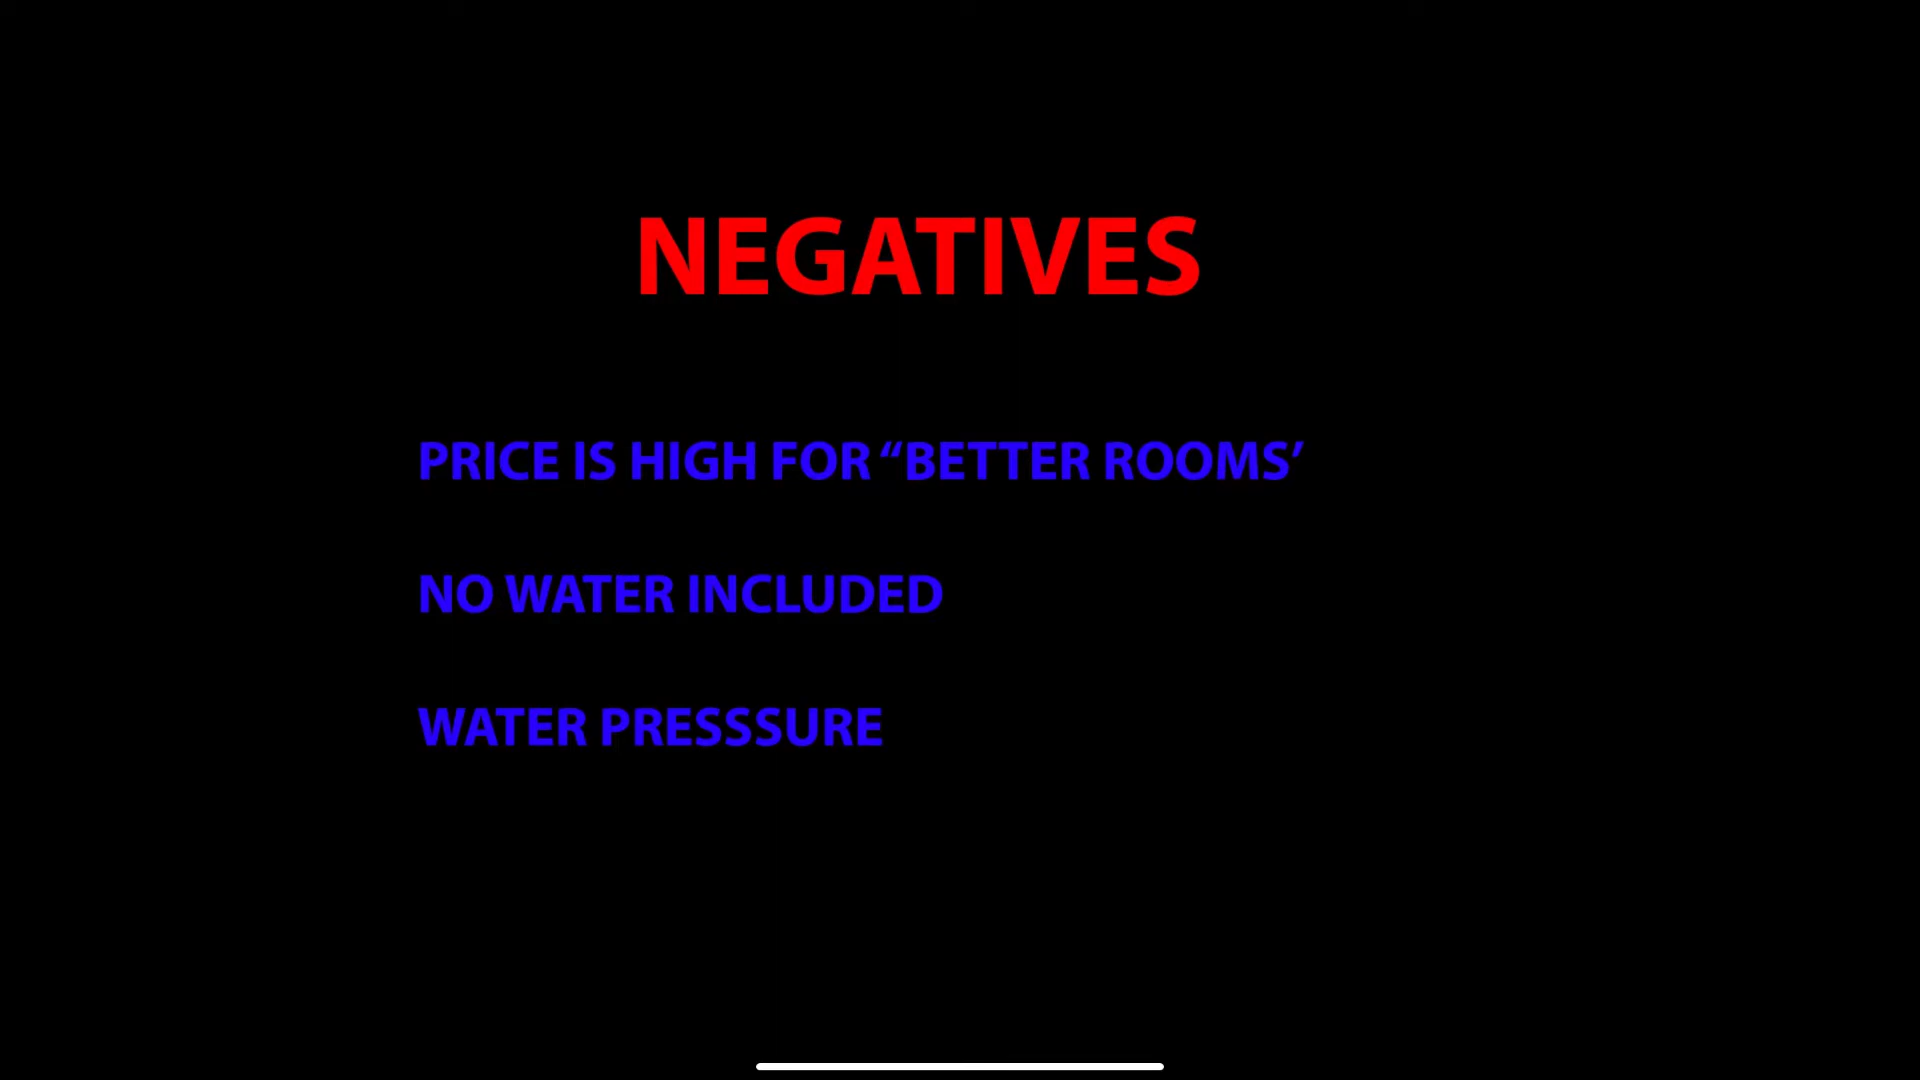 NEGATIVES
PRICE IS HIGH FOR “BETTER ROOMS’
NO WATER INCLUDED
WATER PRESSSURE